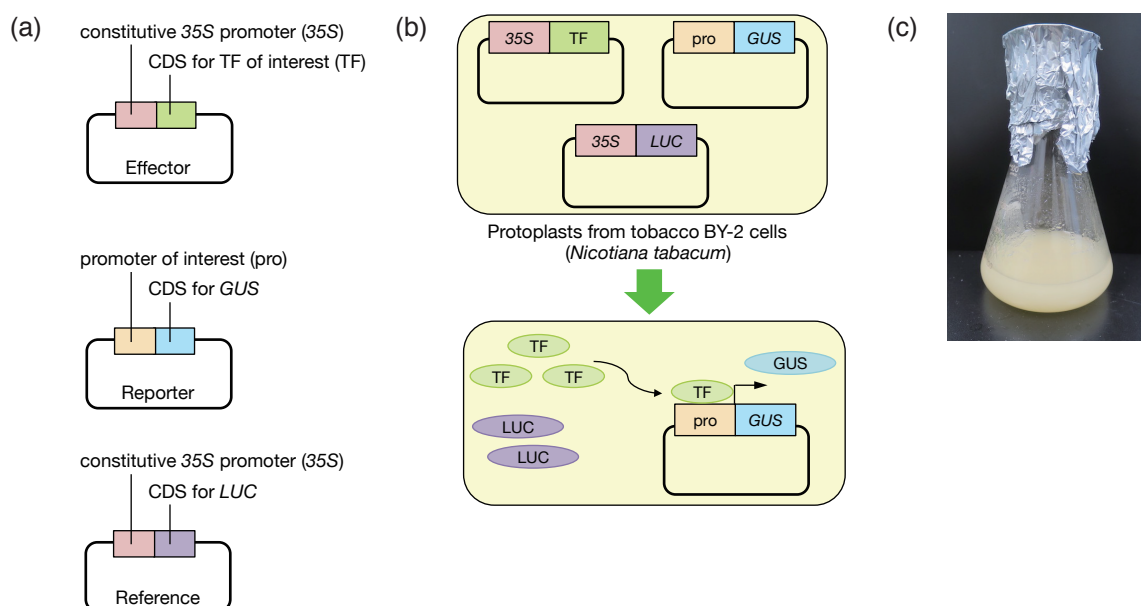 (a)
constitutive 35S promoter (35S)
CDS for TF of interest (TF)
Effector
promoter of interest (pro)
CDS for GUS
Reporter
constitutive 35S promoter (35S)
CDS for LUC
Reference
(b)
35S TF
pro GUS
35S LUC
Protoplasts from tobacco BY-2 cells
(Nicotiana tabacum)
TF
TF TF
GUS
TF
pro GUS
LUC
LUC
(c)